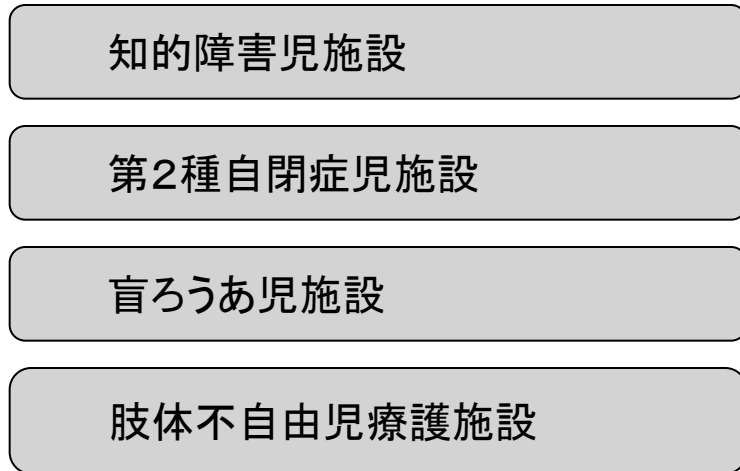 知的障害児施設
第２種自閉症児施設
盲ろうあ児施設
肢体不自由児療護施設